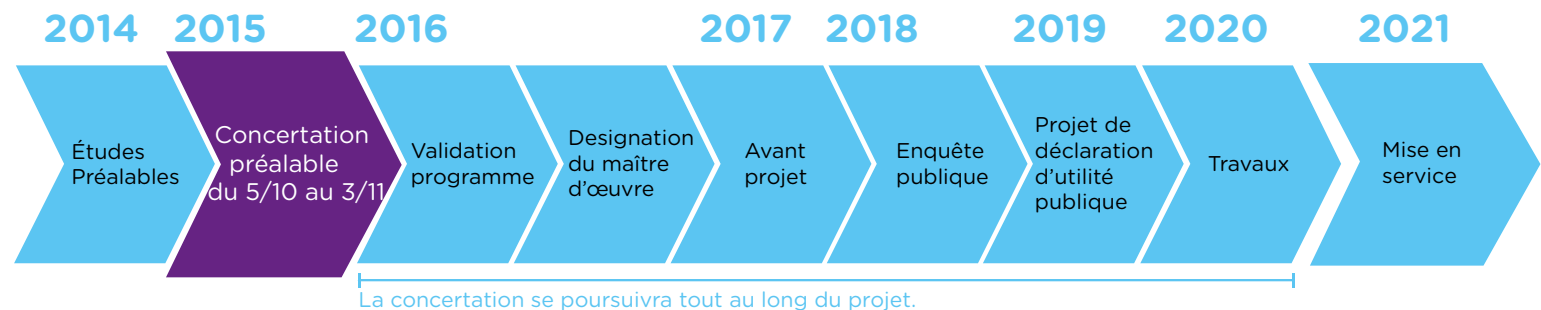 2014 2015 2016 2017 2018 2019 2020 2021
Études
Préalables
Concertation
préalable
du 5/10 au 3/11
Validation
programme
Designation
du maître
d'œuvre
Avant
projet
Enquête
publique
Projet de
déclaration
d'utilité
publique
Travaux
Mise en
service
La concertation se poursuivra tout au long du projet.